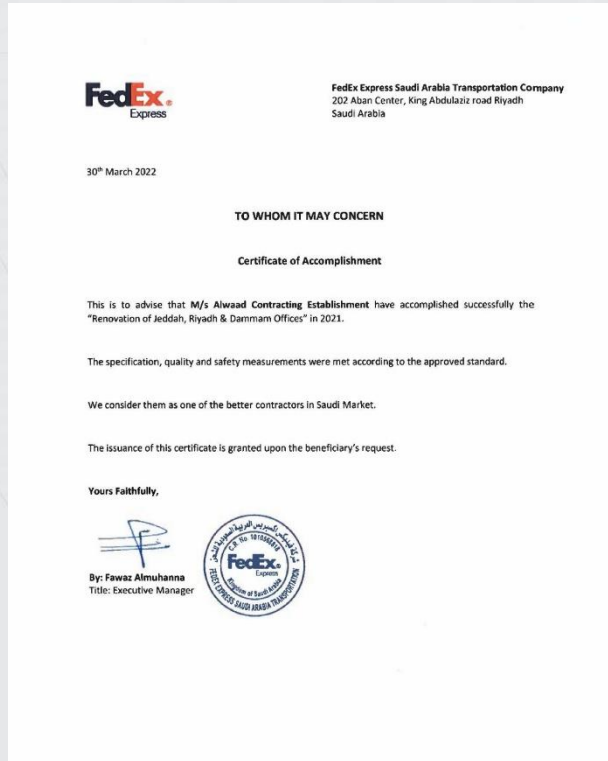 FedEx®
Express
FedEx Express Saudi Arabia Transportation Company
202 Aban Center, King Abdulaziz road Riyadh
Saudi Arabia
30th March 2022
TO WHOM IT MAY CONCERN
Certificate of Accomplishment
This is to advise that M/s Alwaad Contracting Establishment have accomplished successfully the
"Renovation of Jeddah, Riyadh & Dammam Offices" in 2021.
The specification, quality and safety measurements were met according to the approved standard.
We consider them as one of the better contractors in Saudi Market.
The issuance of this certificate is granted upon the beneficiary's request.
Yours Faithfully,
By: Fawaz Almuhanna
Title: Executive Manager
C.R. No.
FedEx®
Express
Kingdom of Saudi Arabia
FEDEX EXPRESS SAUDI ARABIA TRANSPORTATION